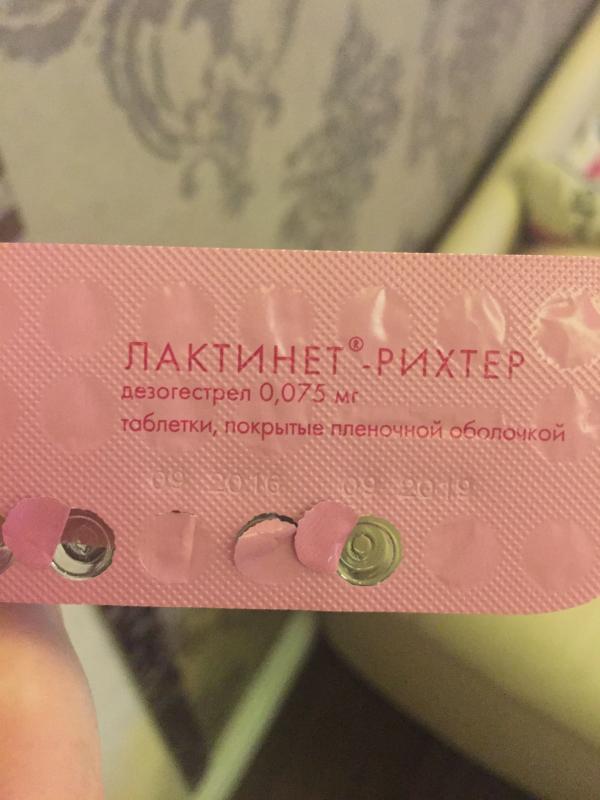 ЛАКТИНЕТ®-РИХТЕР
дезогестрел 0,075 мг
таблетки, покрытые пленочной оболочкой
09 2016 09 2019